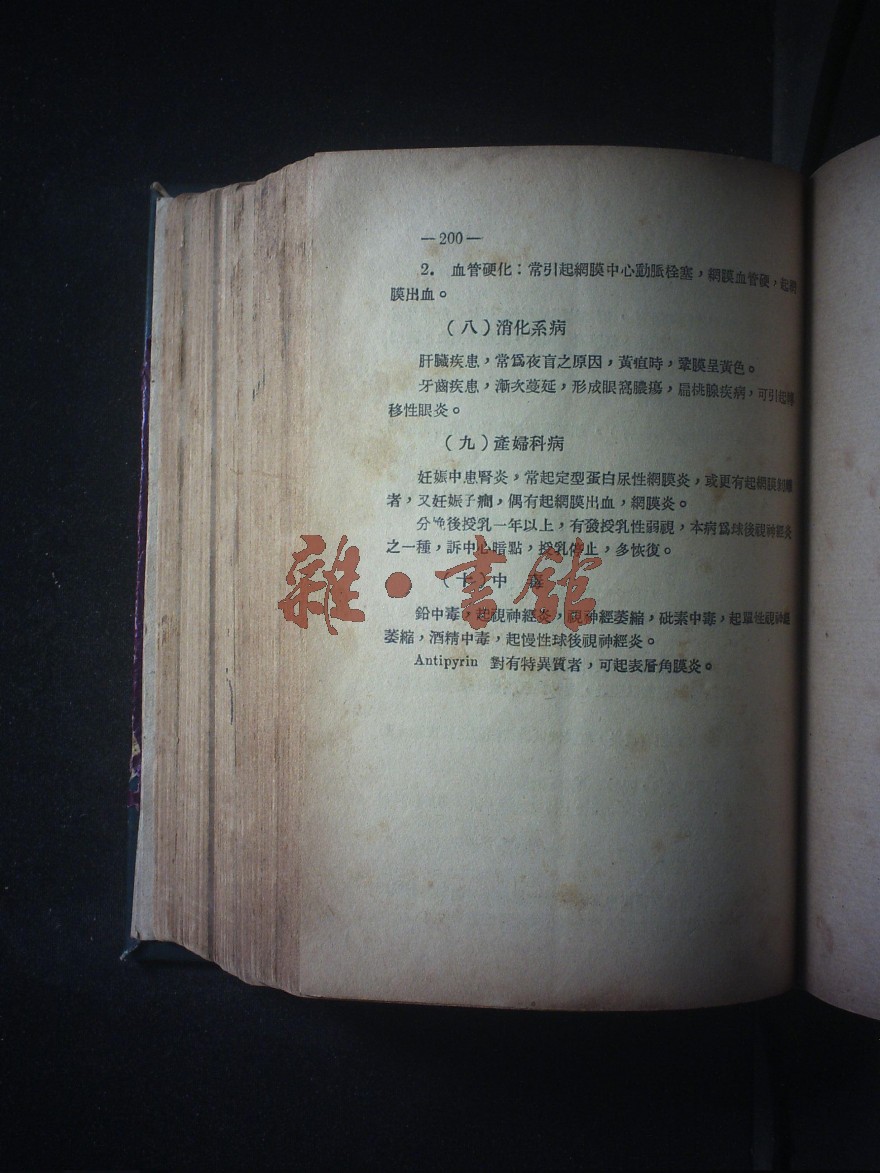 —200—
2. 血管硬化：常引起網膜中心動脈栓塞，網膜血管硬，起網
膜出血。
（八）消化系病
肝臟疾患，常爲夜盲之原因，黃疸時，鞏膜呈黃色。
牙齒疾患，漸次蔓延，形成眼窩膿瘍，扁桃腺疾病，可引起轉
移性眼炎。
（九）產婦科病
妊娠中患腎炎，常起定型蛋白尿性網膜炎，或更有起網膜剝離
者，又妊娠子癎，偶有起網膜出血，網膜炎。
分娩後授乳一年以上，有發授乳性弱視，本病爲球後視神經炎
之一種，訴中心暗點，授乳停止，多恢復。
（十）中 毒
鉛中毒，起視神經炎，視神經萎縮，砒素中毒，起單性視神經
萎縮，酒精中毒，起慢性球後視神經炎。
Antipyrin 對有特異質者，可起表層角膜炎。
雜·書館